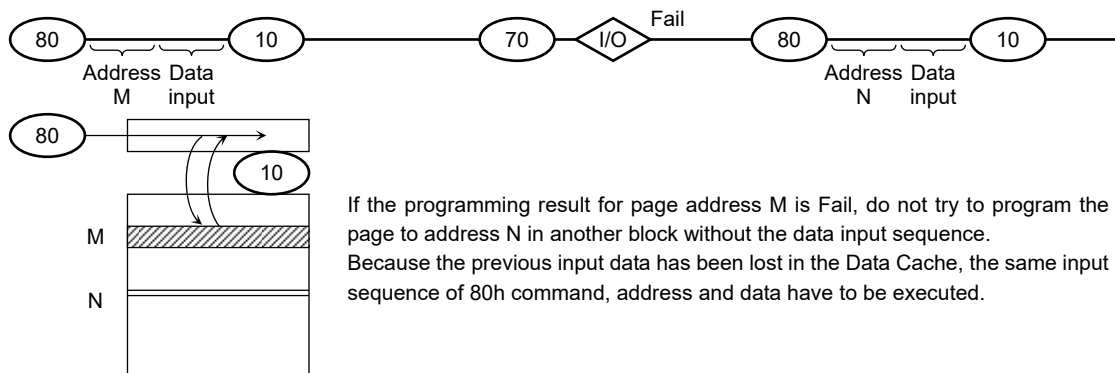 80 10 70 I/O Fail 80 10
Address M Data input Address N Data input
80
10
M
N
If the programming result for page address M is Fail, do not try to program the
page to address N in another block without the data input sequence.
Because the previous input data has been lost in the Data Cache, the same input
sequence of 80h command, address and data have to be executed.